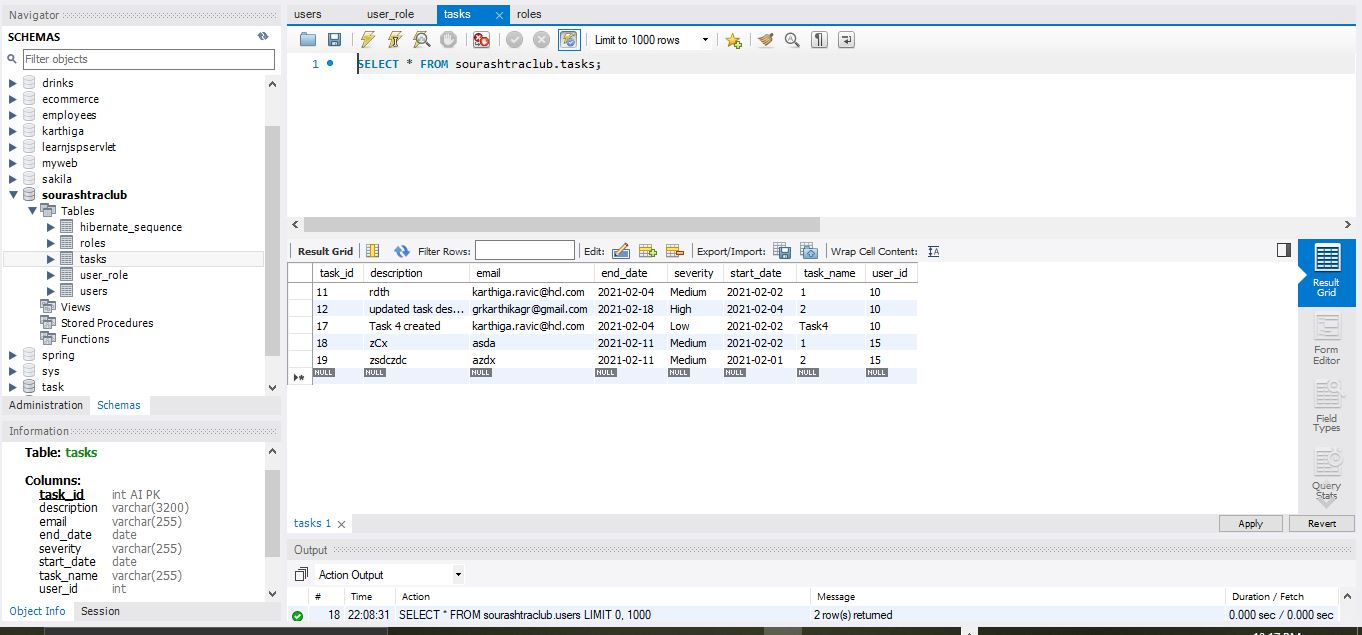 Navigator
SCHEMAS
Filter objects
drinks
ecommerce
employees
karthiga
learnjspservlet
myweb
sakila
sourashtraclub
Tables
hibernate_sequence
roles
tasks
user_role
users
Views
Stored Procedures
Functions
spring
sys
task
Administration Schemas
Information
Table: tasks
Columns:
task_id int AI PK
description varchar(3200)
email varchar(255)
end_date date
severity varchar(255)
start_date date
task_name varchar(255)
user_id int
Object Info Session
users user_role tasks roles
Limit to 1000 rows
1 SELECT * FROM sourashtraclub.tasks;
Result Grid Filter Rows: Edit: Export/Import: Wrap Cell Content: IA
task_id description email end_date severity start_date task_name user_id
11 rdth karthiga.ravic@hcl.com 2021-02-04 Medium 2021-02-02 1 10
12 updated task des... grkarthikagr@gmail.com 2021-02-18 High 2021-02-04 2 10
17 Task 4 created karthiga.ravic@hcl.com 2021-02-04 Low 2021-02-02 Task4 10
18 zCx asda 2021-02-11 Medium 2021-02-02 1 15
19 zsdczdc azdx 2021-02-11 Medium 2021-02-01 2 15
NULL NULL NULL NULL NULL NULL NULL NULL
Result Grid
Form Editor
Field Types
Query Stats
tasks 1
Apply Revert
Output
Action Output
# Time Action Message Duration / Fetch
18 22:08:31 SELECT * FROM sourashtraclub.users LIMIT 0, 1000 2 row(s) returned 0.000 sec / 0.000 sec